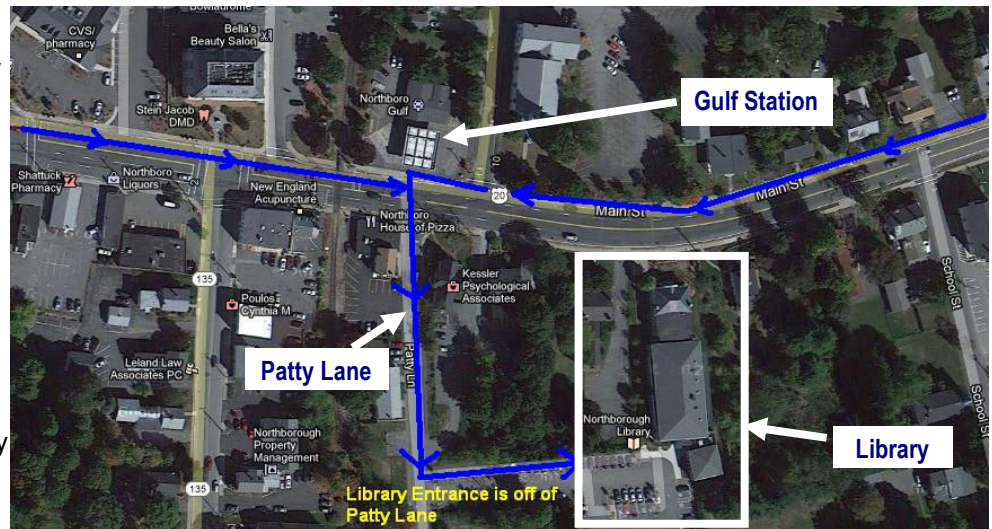 Bowladrome
CVS/
pharmacy
Bella's
Beauty Salon
Stein Jacob
DMD
Northboro
Gulf
Gulf Station
10
20
Main St
Main St
Shattuck
Pharmacy
Northboro
Liquors
New England
Acupuncture
Northboro
House of Pizza
135
Poulos
Cynthia M
Kessler
Psychological
Associates
School St
School St
Patty Lane
Patty Ln
Leland Law
Associates PC
Northborough
Property
Management
Northborough
Library
Library
135
Library Entrance is off of
Patty Lane